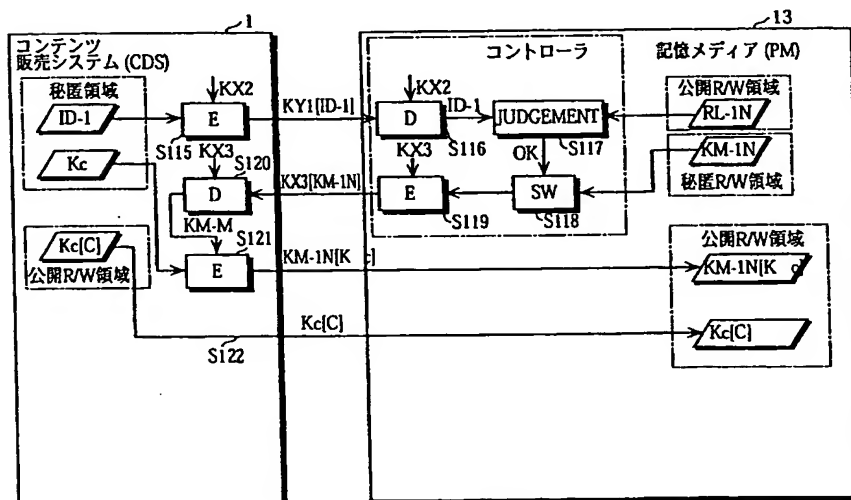 1
コンテンツ
販売システム (CDS)
秘匿領域
ID-1
Kc
KX2
E
S115
KX3
S120
D
KM-M
S121
E
Kc[C]
公開R/W領域
KY1[ID-1]
KX3[KM-1N]
KM-1N[K c]
Kc[C]
S122
13
コントローラ
記憶メディア (PM)
KX2
D
ID-1
S116
JUDGEMENT
S117
KX3
OK
E
S119
SW
S118
公開R/W領域
RL-1N
KM-1N
秘匿R/W領域
公開R/W領域
KM-1N[K c]
Kc[C]